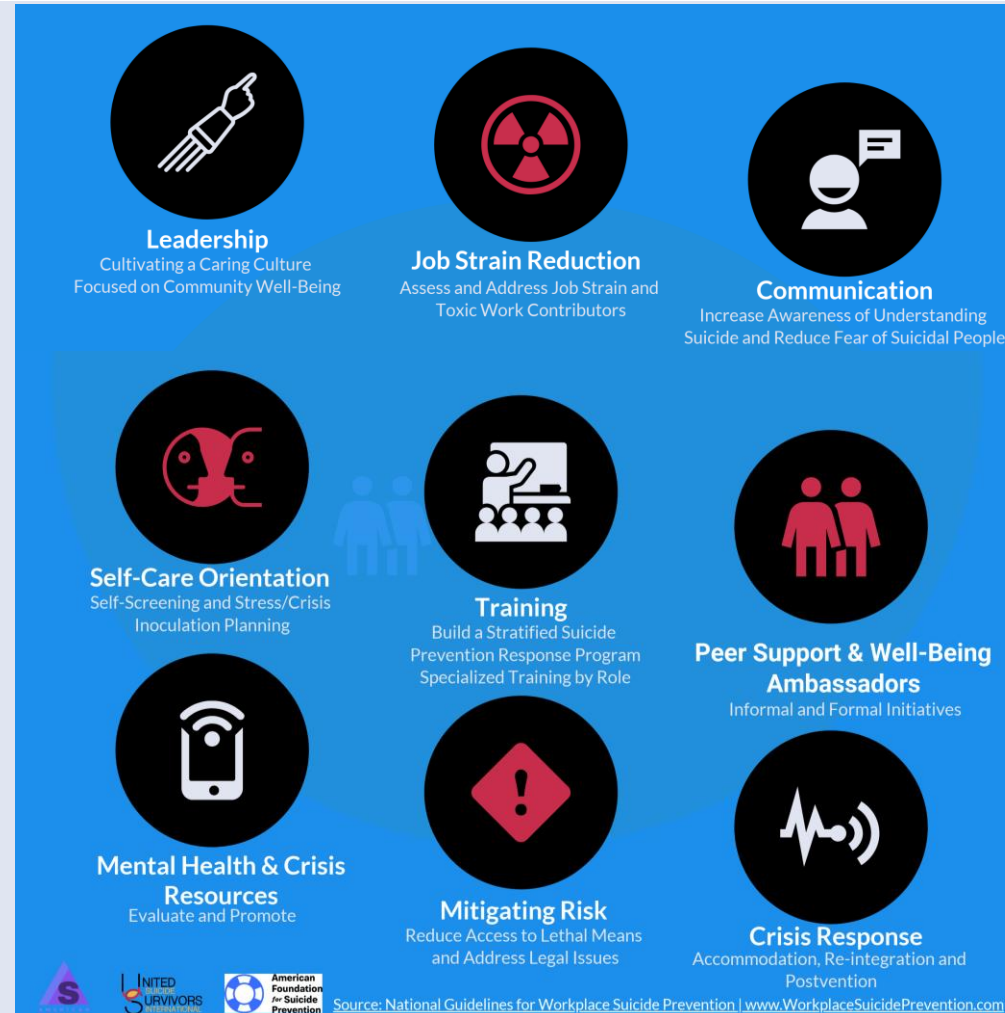 Leadership
Cultivating a Caring Culture
Focused on Community Well-Being
Job Strain Reduction
Assess and Address Job Strain and
Toxic Work Contributors
Communication
Increase Awareness of Understanding
Suicide and Reduce Fear of Suicidal People
Self-Care Orientation
Self-Screening and Stress/Crisis
Inoculation Planning
Training
Build a Stratified Suicide
Prevention Response Program
Specialized Training by Role
Peer Support & Well-Being
Ambassadors
Informal and Formal Initiatives
Mental Health & Crisis
Resources
Evaluate and Promote
Mitigating Risk
Reduce Access to Lethal Means
and Address Legal Issues
Crisis Response
Accommodation, Re-integration and
Postvention
S
UNITED
SUICIDE
SURVIVORS
INTERNATIONAL
American
Foundation
for Suicide
Prevention
Source: National Guidelines for Workplace Suicide Prevention | www.WorkplaceSuicidePrevention.com